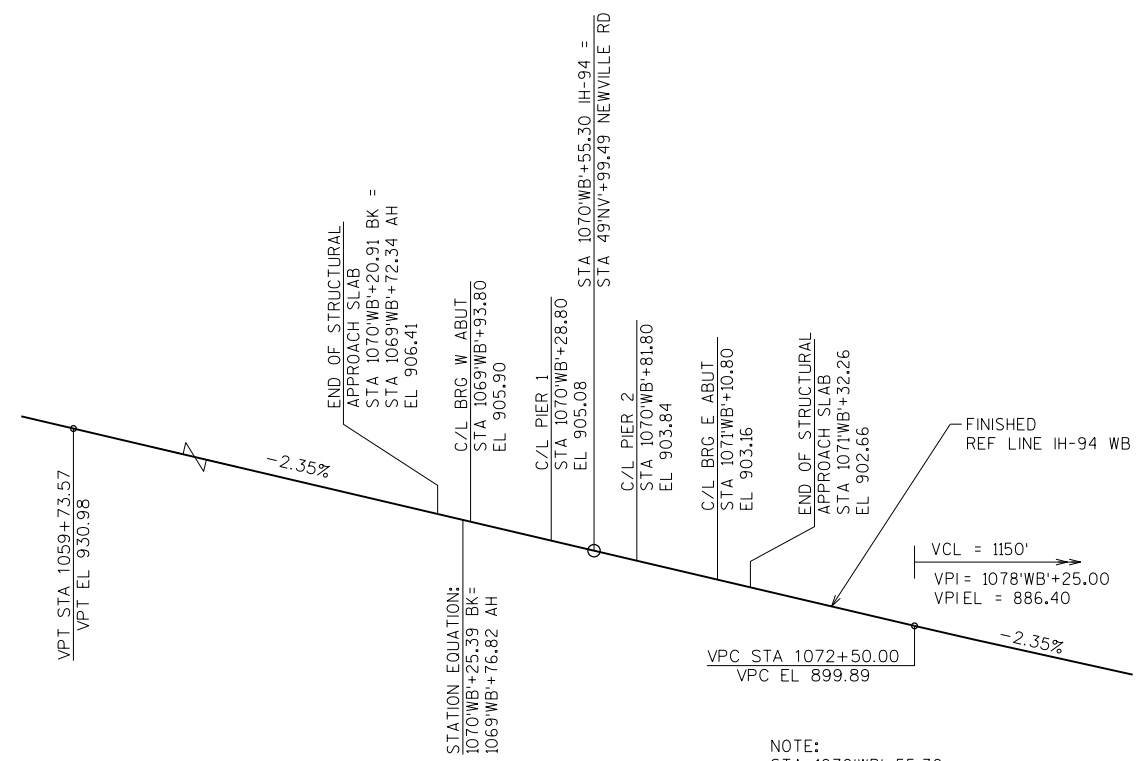 VPT STA 1059+73.57
VPT EL 930.98
-2.35%
END OF STRUCTURAL
APPROACH SLAB
STA 1070'WB'+20.91 BK =
STA 1069'WB'+72.34 AH
EL 906.41
STATION EQUATION:
1070'WB'+25.39 BK=
1069'WB'+76.82 AH
C/L BRG W ABUT
STA 1069'WB'+93.80
EL 905.90
C/L PIER 1
STA 1070'WB'+28.80
EL 905.08
STA 1070'WB'+55.30 IH-94 =
STA 49'NV'+99.49 NEWVILLE RD
C/L PIER 2
STA 1070'WB'+81.80
EL 903.84
C/L BRG E ABUT
STA 1071'WB'+10.80
EL 903.16
END OF STRUCTURAL
APPROACH SLAB
STA 1071'WB'+32.26
EL 902.66
FINISHED
REF LINE IH-94 WB
VCL = 1150'
VPI = 1078'WB'+25.00
VPIEL = 886.40
VPC STA 1072+50.00
VPC EL 899.89
-2.35%
NOTE: